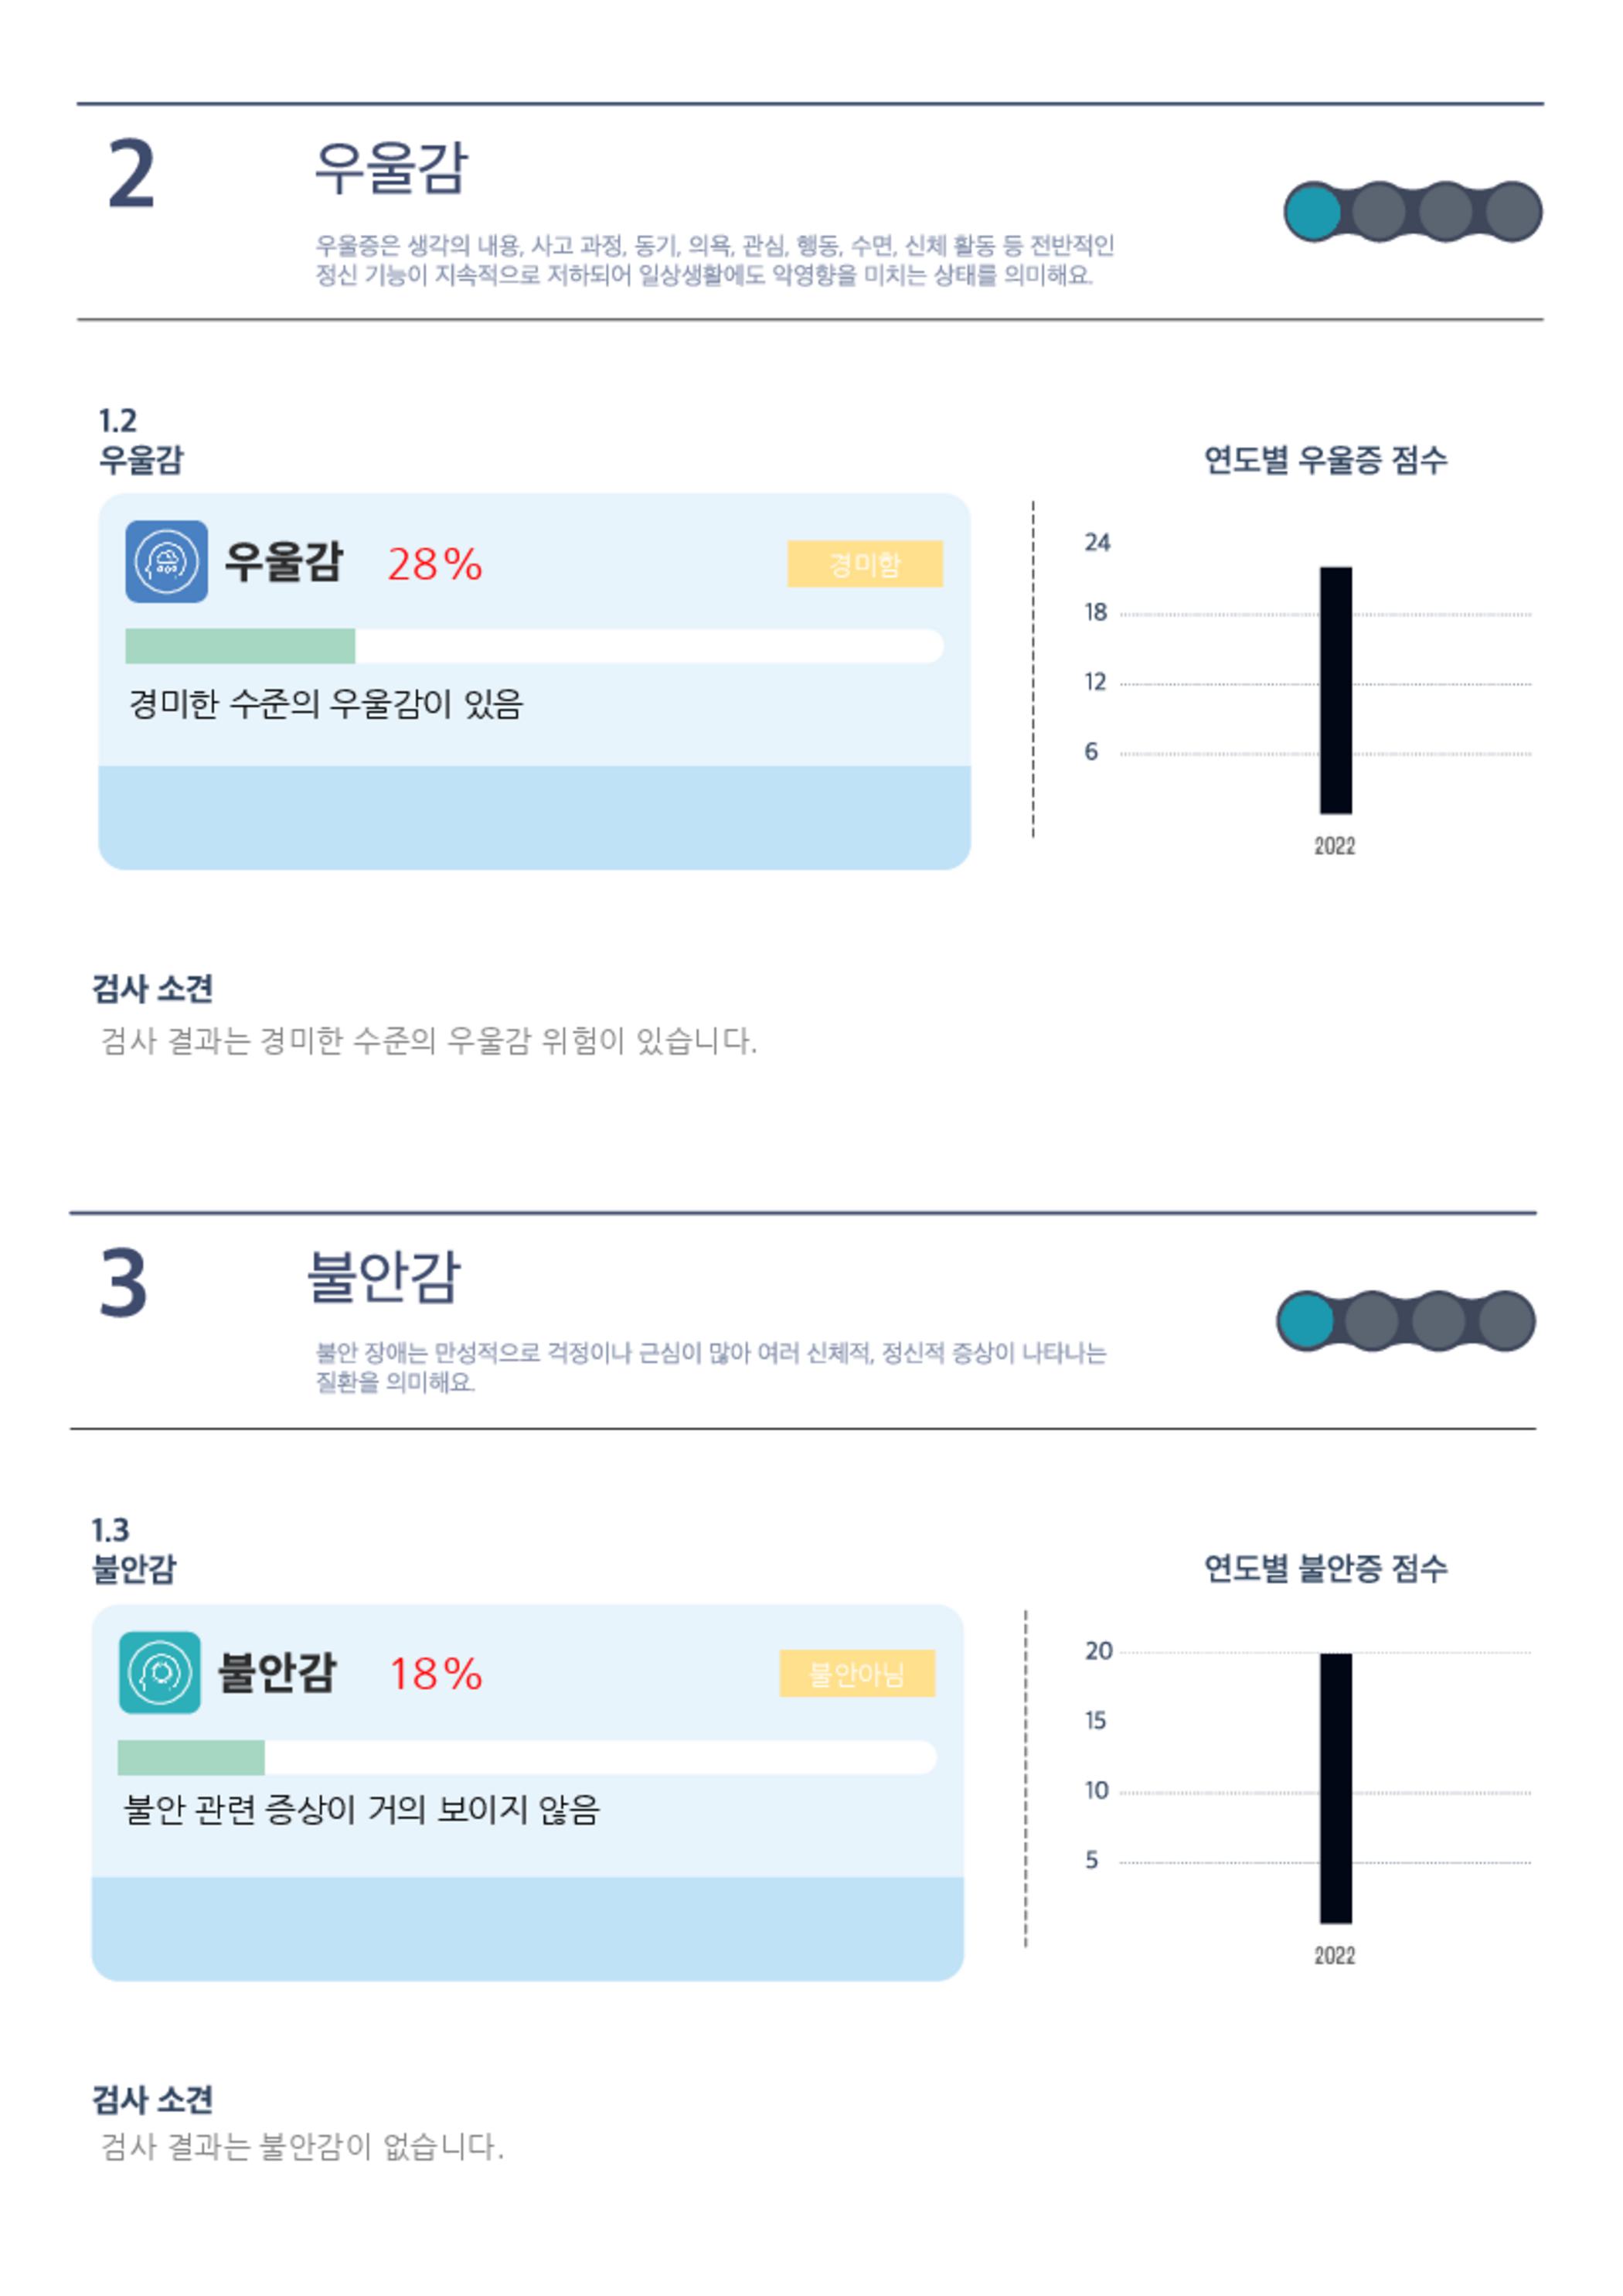 2
우울감
우울증은 생각의 내용, 사고 과정, 동기, 의욕, 관심, 행동, 수면, 신체 활동 등 전반적인
정신 기능이 지속적으로 저하되어 일상생활에도 악영향을 미치는 상태를 의미해요.
1.2
우울감
우울감 28% 경미함
경미한 수준의 우울감이 있음
연도별 우울증 점수
24
18
12
6
2022
검사 소견
검사 결과는 경미한 수준의 우울감 위험이 있습니다.
3
불안감
불안 장애는 만성적으로 걱정이나 근심이 많아 여러 신체적, 정신적 증상이 나타나는
질환을 의미해요.
1.3
불안감
불안감 18% 불안아님
불안 관련 증상이 거의 보이지 않음
연도별 불안증 점수
20
15
10
5
2022
검사 소견
검사 결과는 불안감이 없습니다.